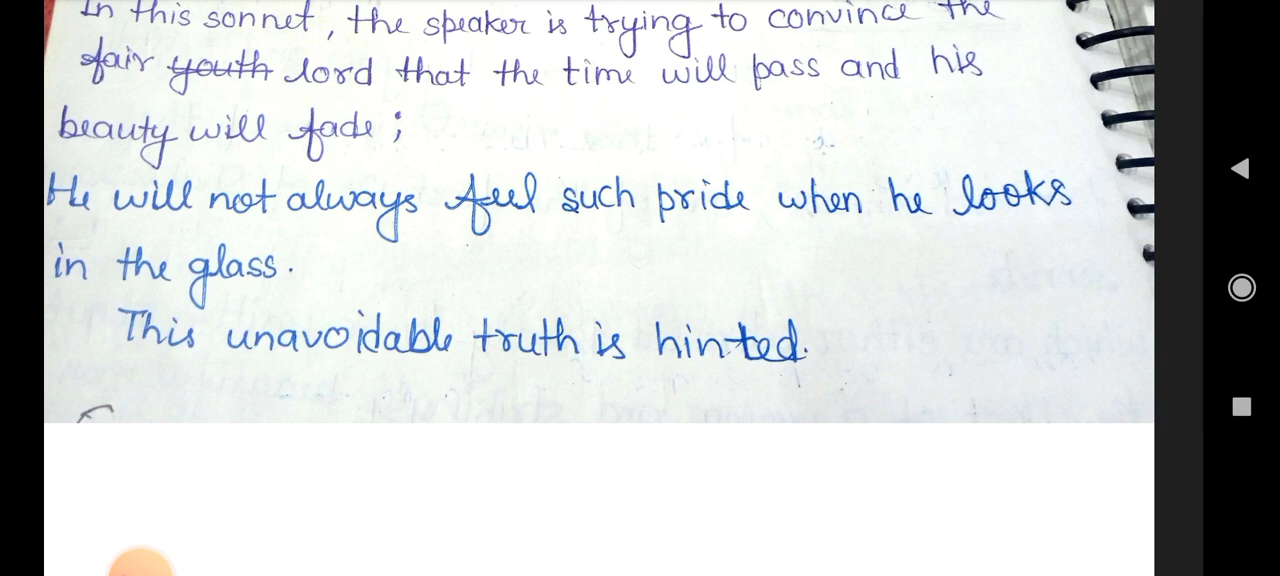 In this sonnet, the speaker is trying to convince the
fair youth lord that the time will pass and his
beauty will fade;
He will not always feel such pride when he looks
in the glass.
This unavoidable truth is hinted.